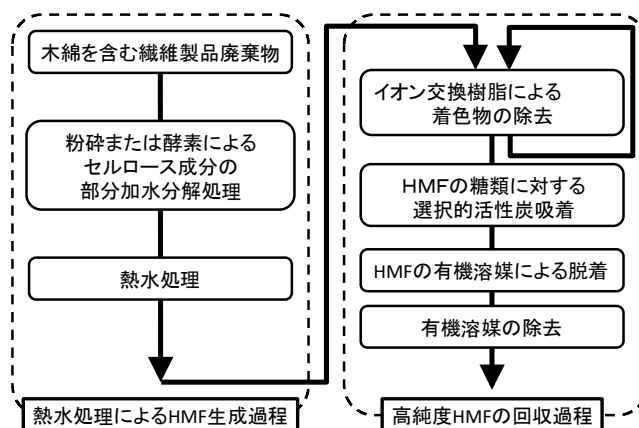 木綿を含む繊維製品廃棄物
粉砕または酵素による
セルロース成分の
部分加水分解処理
熱水処理
熱水処理によるHMF生成過程
イオン交換樹脂による
着色物の除去
HMFの糖類に対する
選択的活性炭吸着
HMFの有機溶媒による脱着
有機溶媒の除去
高純度HMFの回収過程